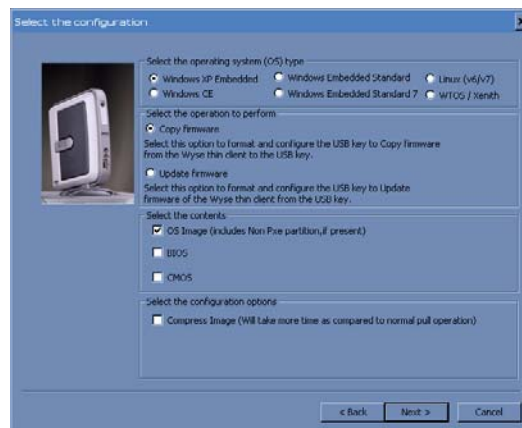 Select the configuration
Select the operating system (OS) type
Windows XP Embedded
Windows Embedded Standard
Linux (v6/v7)
Windows CE
Windows Embedded Standard 7
WTOS / Xenith
Select the operation to perform
Copy firmware
Select this option to format and configure the USB key to Copy firmware
from the Wyse thin client to the USB key.
Update firmware
Select this option to format and configure the USB key to Update
firmware of the Wyse thin client from the USB key.
Select the contents
OS Image (includes Non Pxe partition,if present)
BIOS
CMOS
Select the configuration options
Compress Image (Will take more time as compared to normal pull operation)
< Back
Next >
Cancel